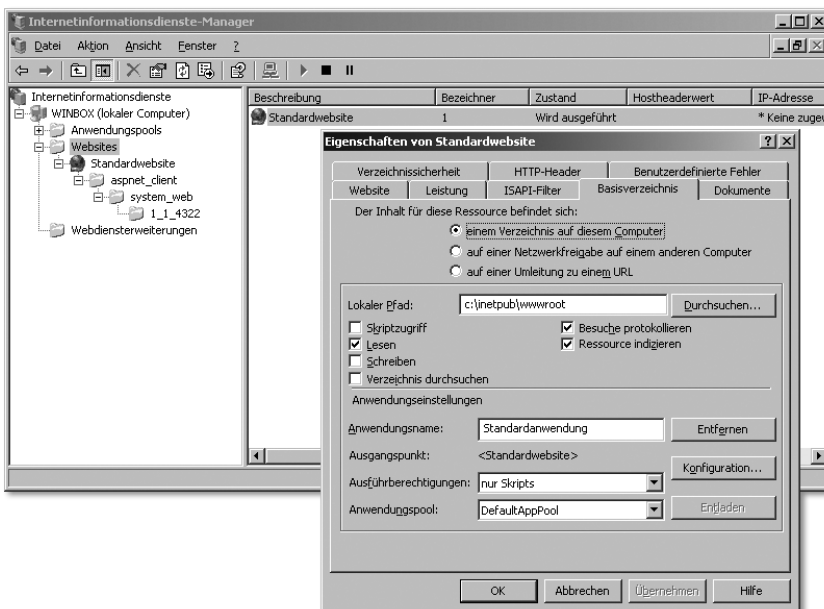 Internetinformationsdienste-Manager
Datei Aktion Ansicht Fenster ?
Internetinformationsdienste
WINBOX (lokaler Computer)
Anwendungspools
Websites
Standardwebsite
aspnet_client
system_web
1_1_4322
Webdiensterweiterungen
Beschreibung Bezeichner Zustand Hostheaderwert IP-Adresse
Standardwebsite 1 Wird ausgeführt * Keine zugew
Eigenschaften von Standardwebsite
Verzeichnissicherheit HTTP-Header Benutzerdefinierte Fehler
Website Leistung ISAPI-Filter Basisverzeichnis Dokumente
Der Inhalt für diese Ressource befindet sich:
einem Verzeichnis auf diesem Computer
auf einer Netzwerkfreigabe auf einem anderen Computer
auf einer Umleitung zu einem URL
Lokaler Pfad: c:\inetpub\wwwroot Durchsuchen...
Skriptzugriff Besuche protokollieren
Lesen Ressource indizieren
Schreiben
Verzeichnis durchsuchen
Anwendungseinstellungen
Anwendungsname: Standardanwendung Entfernen
Ausgangspunkt: <Standardwebsite>
Konfiguration...
Ausführberechtigungen: nur Skripts
Anwendungspool: DefaultAppPool Entladen
OK Abbrechen Übernehmen Hilfe